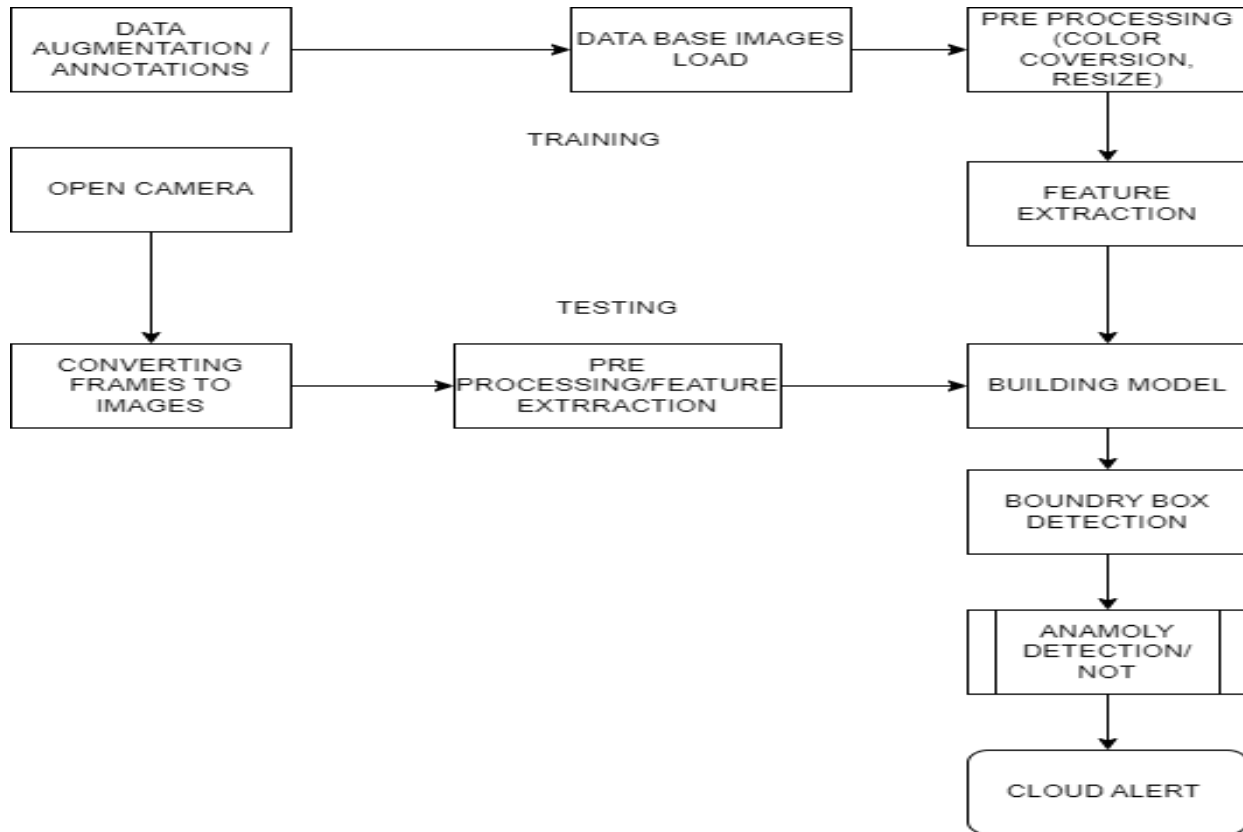 DATA
AUGMENTATION /
ANNOTATIONS
DATA BASE IMAGES
LOAD
PRE PROCESSING
(COLOR
COVERSION,
RESIZE)
TRAINING
OPEN CAMERA
FEATURE
EXTRACTION
TESTING
CONVERTING
FRAMES TO
IMAGES
PRE
PROCESSING/FEATURE
EXTRRACTION
BUILDING MODEL
BOUNDRY BOX
DETECTION
ANAMOLY
DETECTION/
NOT
CLOUD ALERT